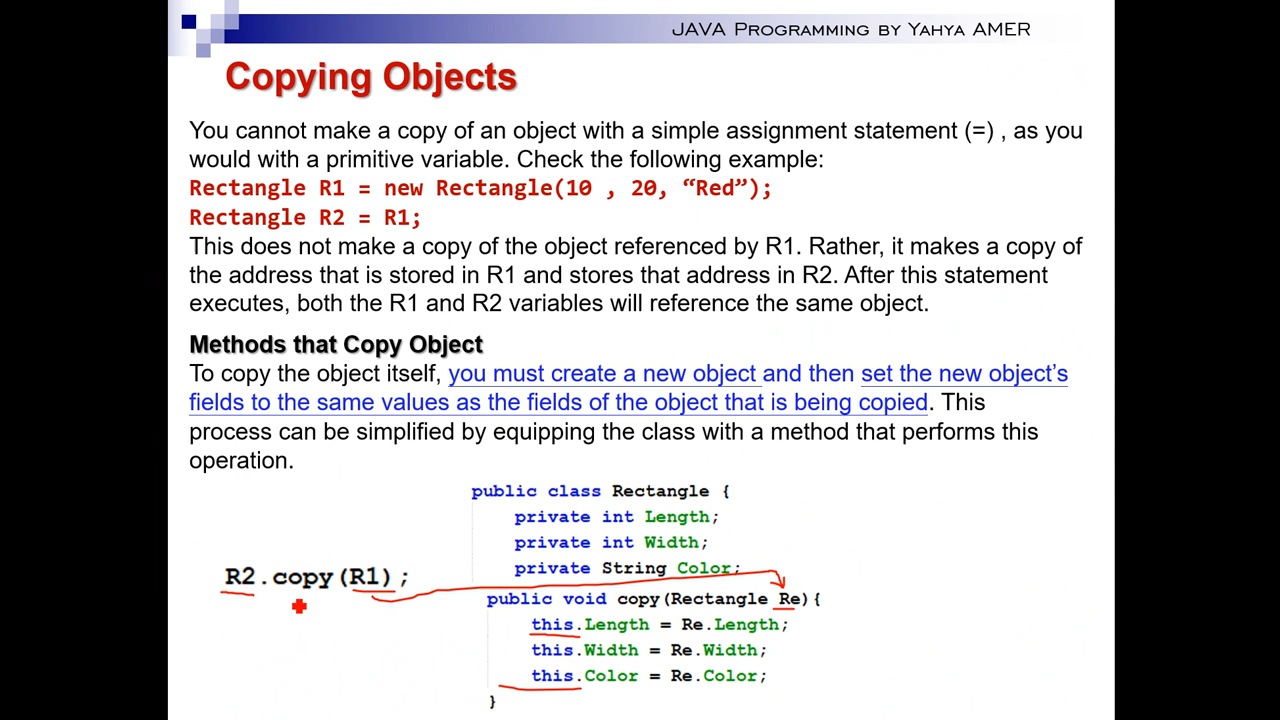 JAVA PROGRAMMING BY YAHYA AMER
Copying Objects
You cannot make a copy of an object with a simple assignment statement (=) , as you
would with a primitive variable. Check the following example:
Rectangle R1 = new Rectangle(10 , 20, “Red”);
Rectangle R2 = R1;
This does not make a copy of the object referenced by R1. Rather, it makes a copy of
the address that is stored in R1 and stores that address in R2. After this statement
executes, both the R1 and R2 variables will reference the same object.
Methods that Copy Object
To copy the object itself, you must create a new object and then set the new object’s
fields to the same values as the fields of the object that is being copied. This
process can be simplified by equipping the class with a method that performs this
operation.
R2.copy(R1);
public class Rectangle {
private int Length;
private int Width;
private String Color;
public void copy(Rectangle Re){
this.Length = Re.Length;
this.Width = Re.Width;
this.Color = Re.Color;
}